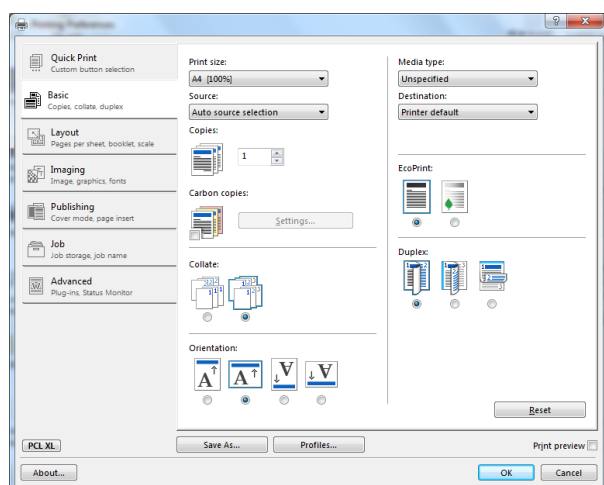 Printing Preferences
Quick Print
Custom button selection
Basic
Copies, collate, duplex
Layout
Pages per sheet, booklet, scale
Imaging
Image, graphics, fonts
Publishing
Cover mode, page insert
Job
Job storage, job name
Advanced
Plug-ins, Status Monitor
Print size:
A4 [100%]
Source:
Auto source selection
Copies:
1
Carbon copies:
Settings...
Collate:
Orientation:
A A A A
Media type:
Unspecified
Destination:
Printer default
EcoPrint:
Duplex:
Reset
PCL XL
Save As...
Profiles...
Print preview
About...
OK
Cancel